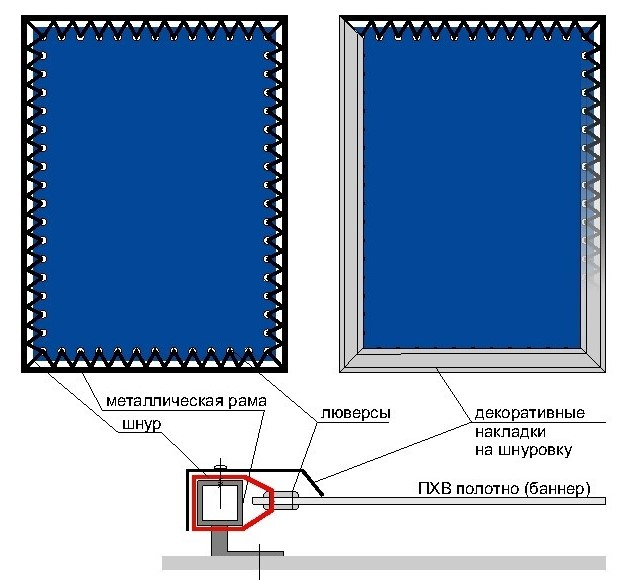 металлическая рама
шнур
люверсы
декоративные
накладки
на шнуровку
ПХВ полотно (баннер)